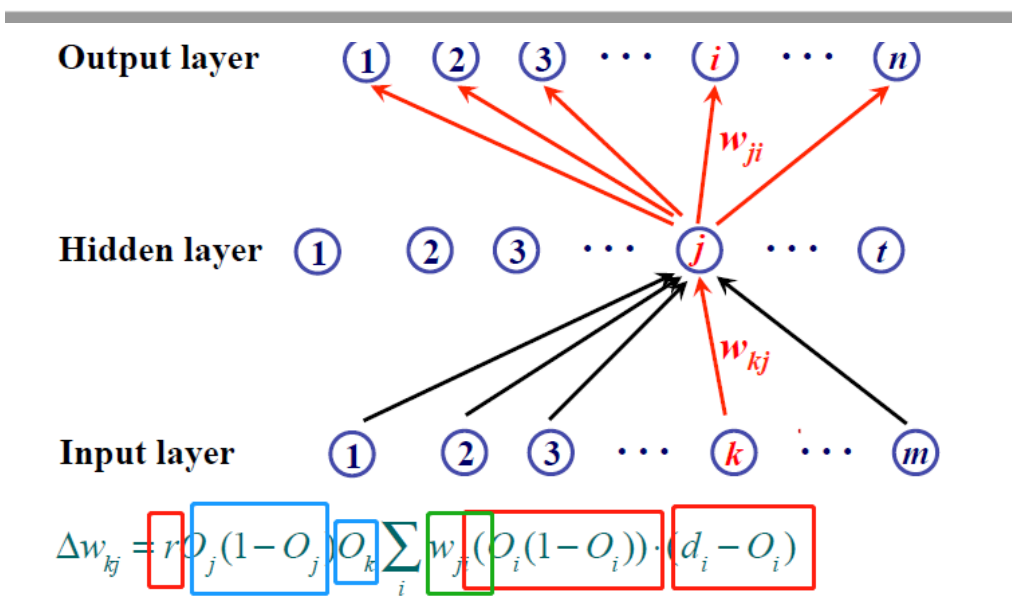 Output layer 1 2 3 ··· i ··· n
w_ji
Hidden layer 1 2 3 ··· j ··· t
w_kj
Input layer 1 2 3 ··· k ··· m
Δw_kj = rO_j(1−O_j)O_k∑_i w_ji(O_i(1−O_i))·(d_i−O_i)